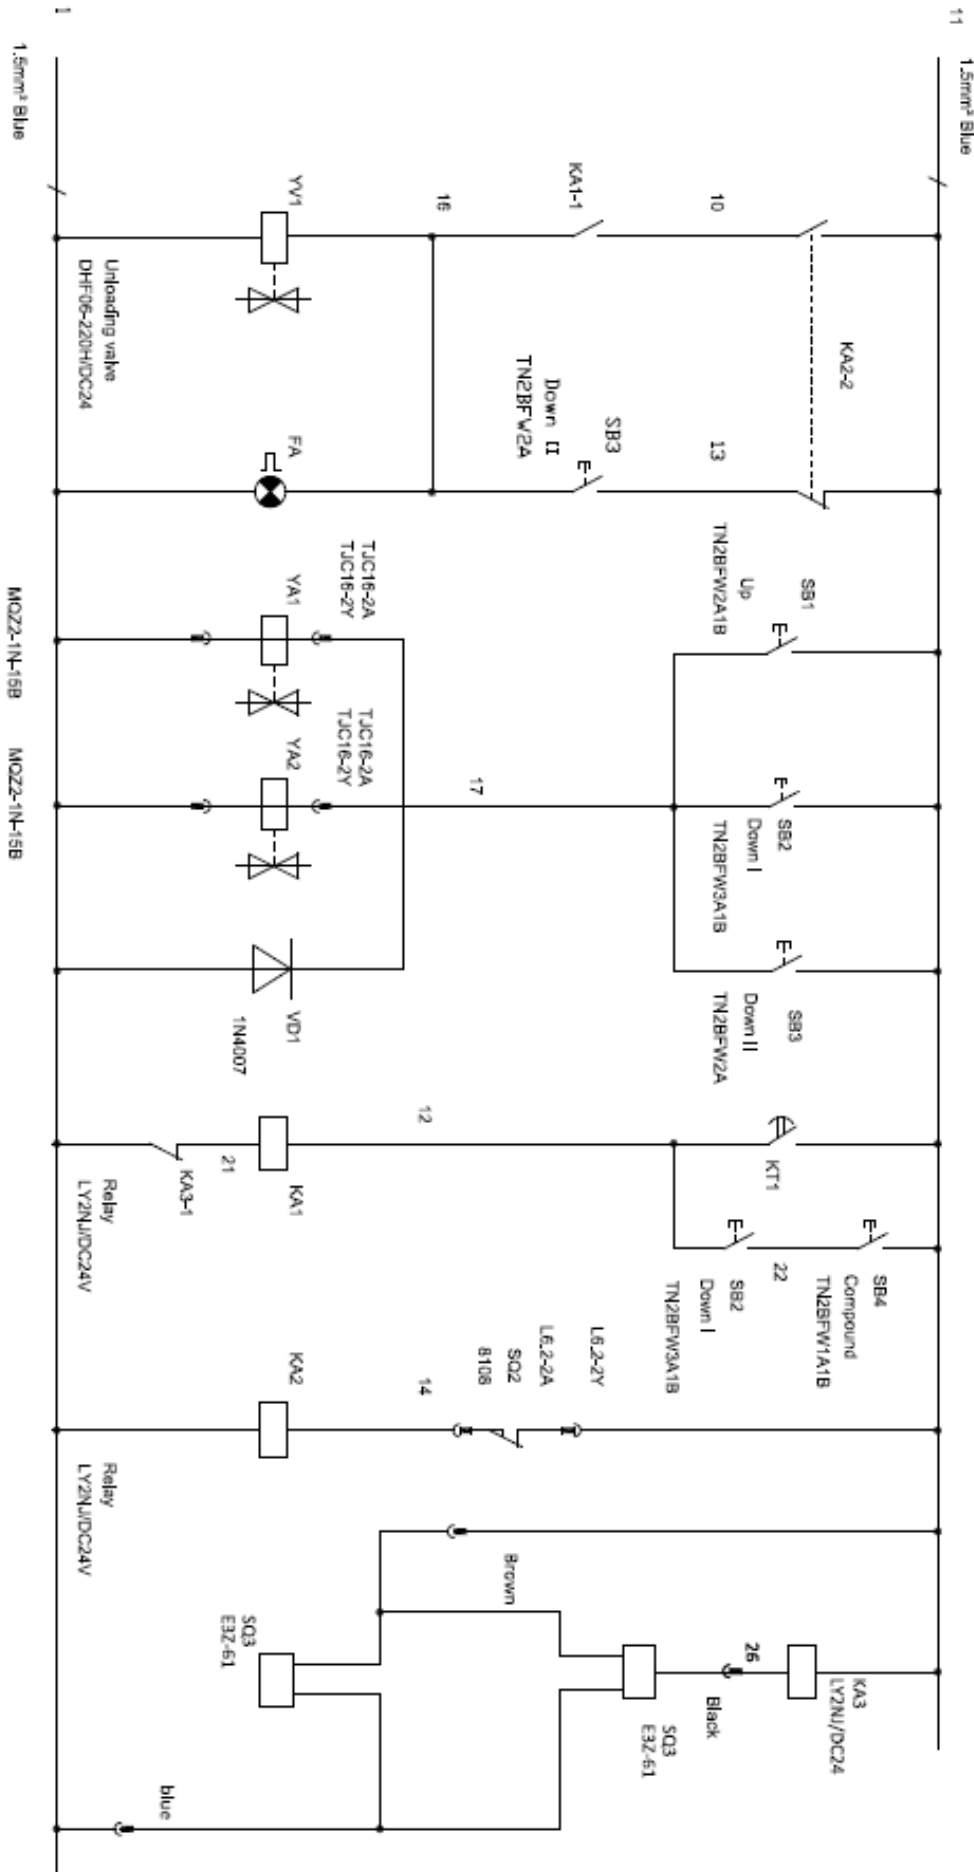 11
1.5mm² Blue
1
1.5mm² Blue
KA2-2
10
KA1-1
16
YV1
Unloading valve
DHF06-220H/DC24
13
SB3
Down II
TN2BFW2A
FA
SB1
Up
TN2BFW2A1B
SB2
Down I
TN2BFW3A1B
SB3
Down II
TN2BFW2A
17
TJC16-2A
TJC16-2Y
YA1
MQZ2-1N-15B
TJC16-2A
TJC16-2Y
YA2
MQZ2-1N-15B
VD1
1N4007
KT1
SB4
Compound
TN2BFW1A1B
22
SB2
Down I
TN2BFW3A1B
12
KA1
21
KA3-1
Relay
LY2NJ/DC24V
L6.2-2Y
L6.2-2A
SQ2
8108
14
KA2
Relay
LY2NJ/DC24V
KA3
LY2NJ/DC24
26
Black
SQ3
E3Z-61
Brown
SQ3
E3Z-61
blue